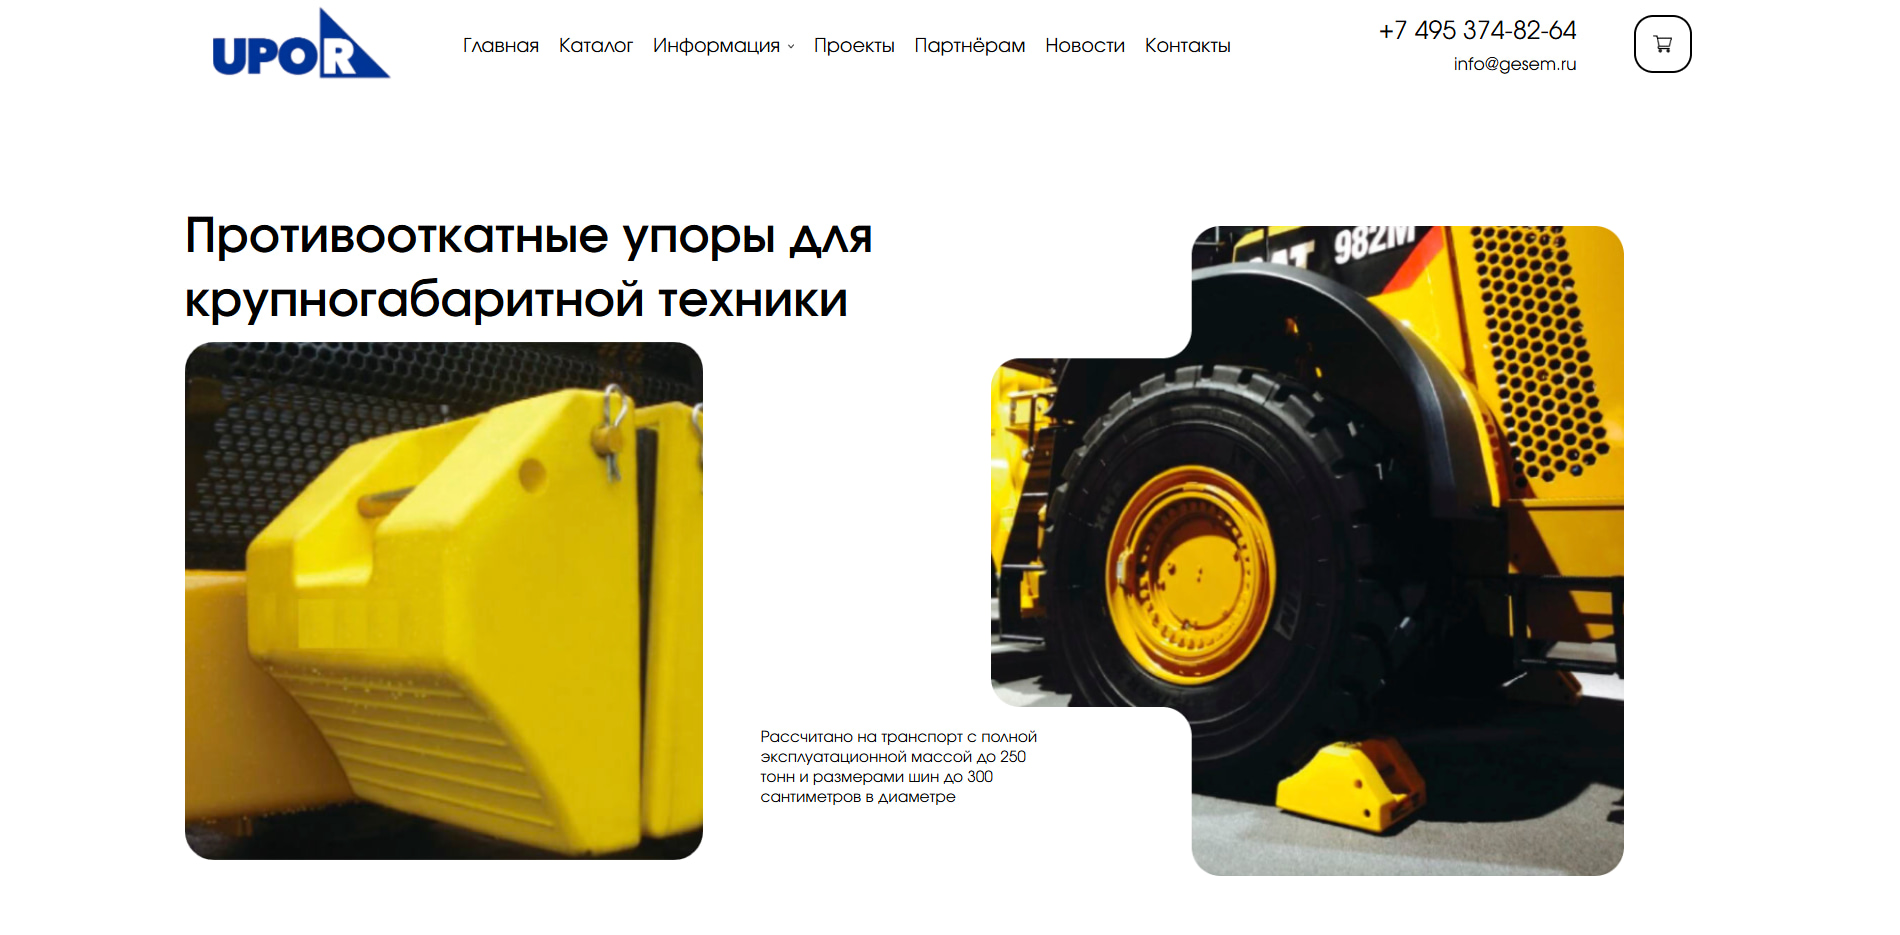 UPOR
Главная Каталог Информация Проекты Партнёрам Новости Контакты
+7 495 374-82-64
info@gesem.ru
Противооткатные упоры для
крупногабаритной техники
982M
Рассчитано на транспорт с полной
эксплуатационной массой до 250
тонн и размерами шин до 300
сантиметров в диаметре